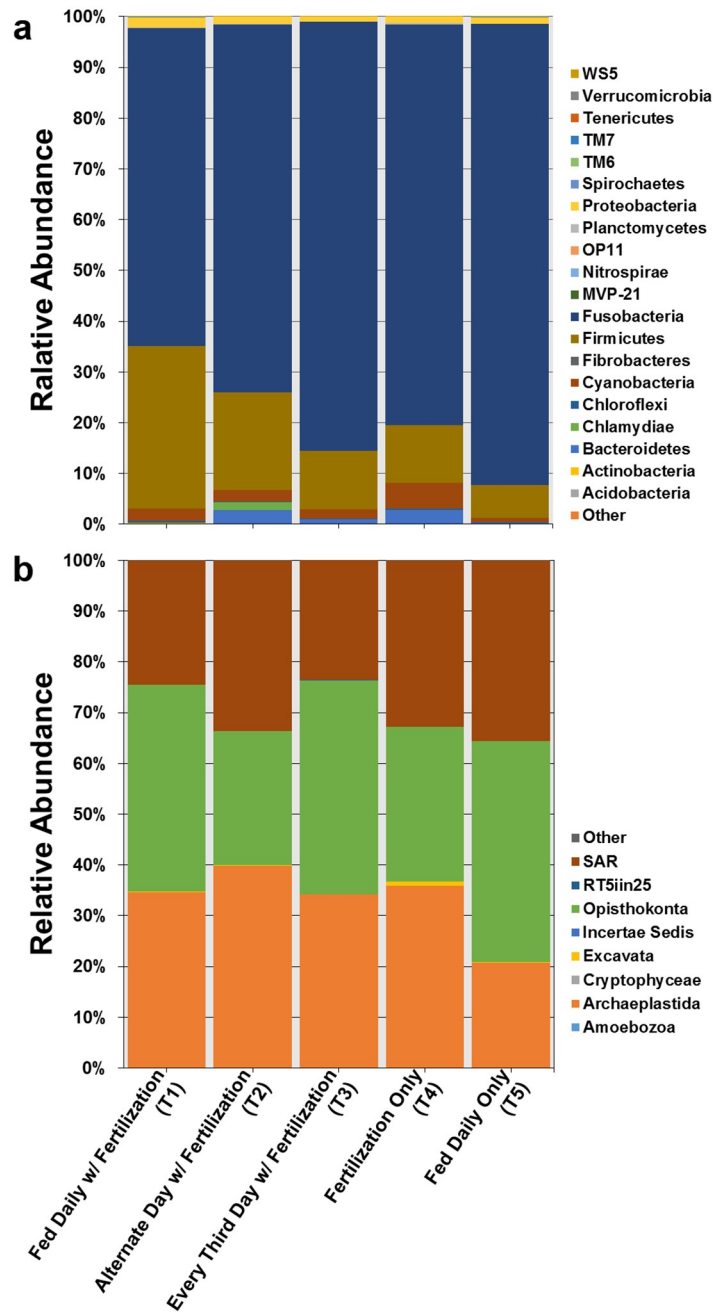 a
Ralative Abundance
100%
90%
80%
70%
60%
50%
40%
30%
20%
10%
0%
WS5
Verrucomicrobia
Tenericutes
TM7
TM6
Spirochaetes
Proteobacteria
Planctomycetes
OP11
Nitrospirae
MVP-21
Fusobacteria
Firmicutes
Fibrobacteres
Cyanobacteria
Chloroflexi
Chlamydiae
Bacteroidetes
Actinobacteria
Acidobacteria
Other
b
Relative Abundance
100%
90%
80%
70%
60%
50%
40%
30%
20%
10%
0%
Other
SAR
RT5iin25
Opisthokonta
Incertae Sedis
Excavata
Cryptophyceae
Archaeplastida
Amoebozoa
Fed Daily w/ Fertilization
(T1)
Alternate Day w/ Fertilization
(T2)
Every Third Day w/ Fertilization
(T3)
Fertilization Only
(T4)
Fed Daily Only
(T5)